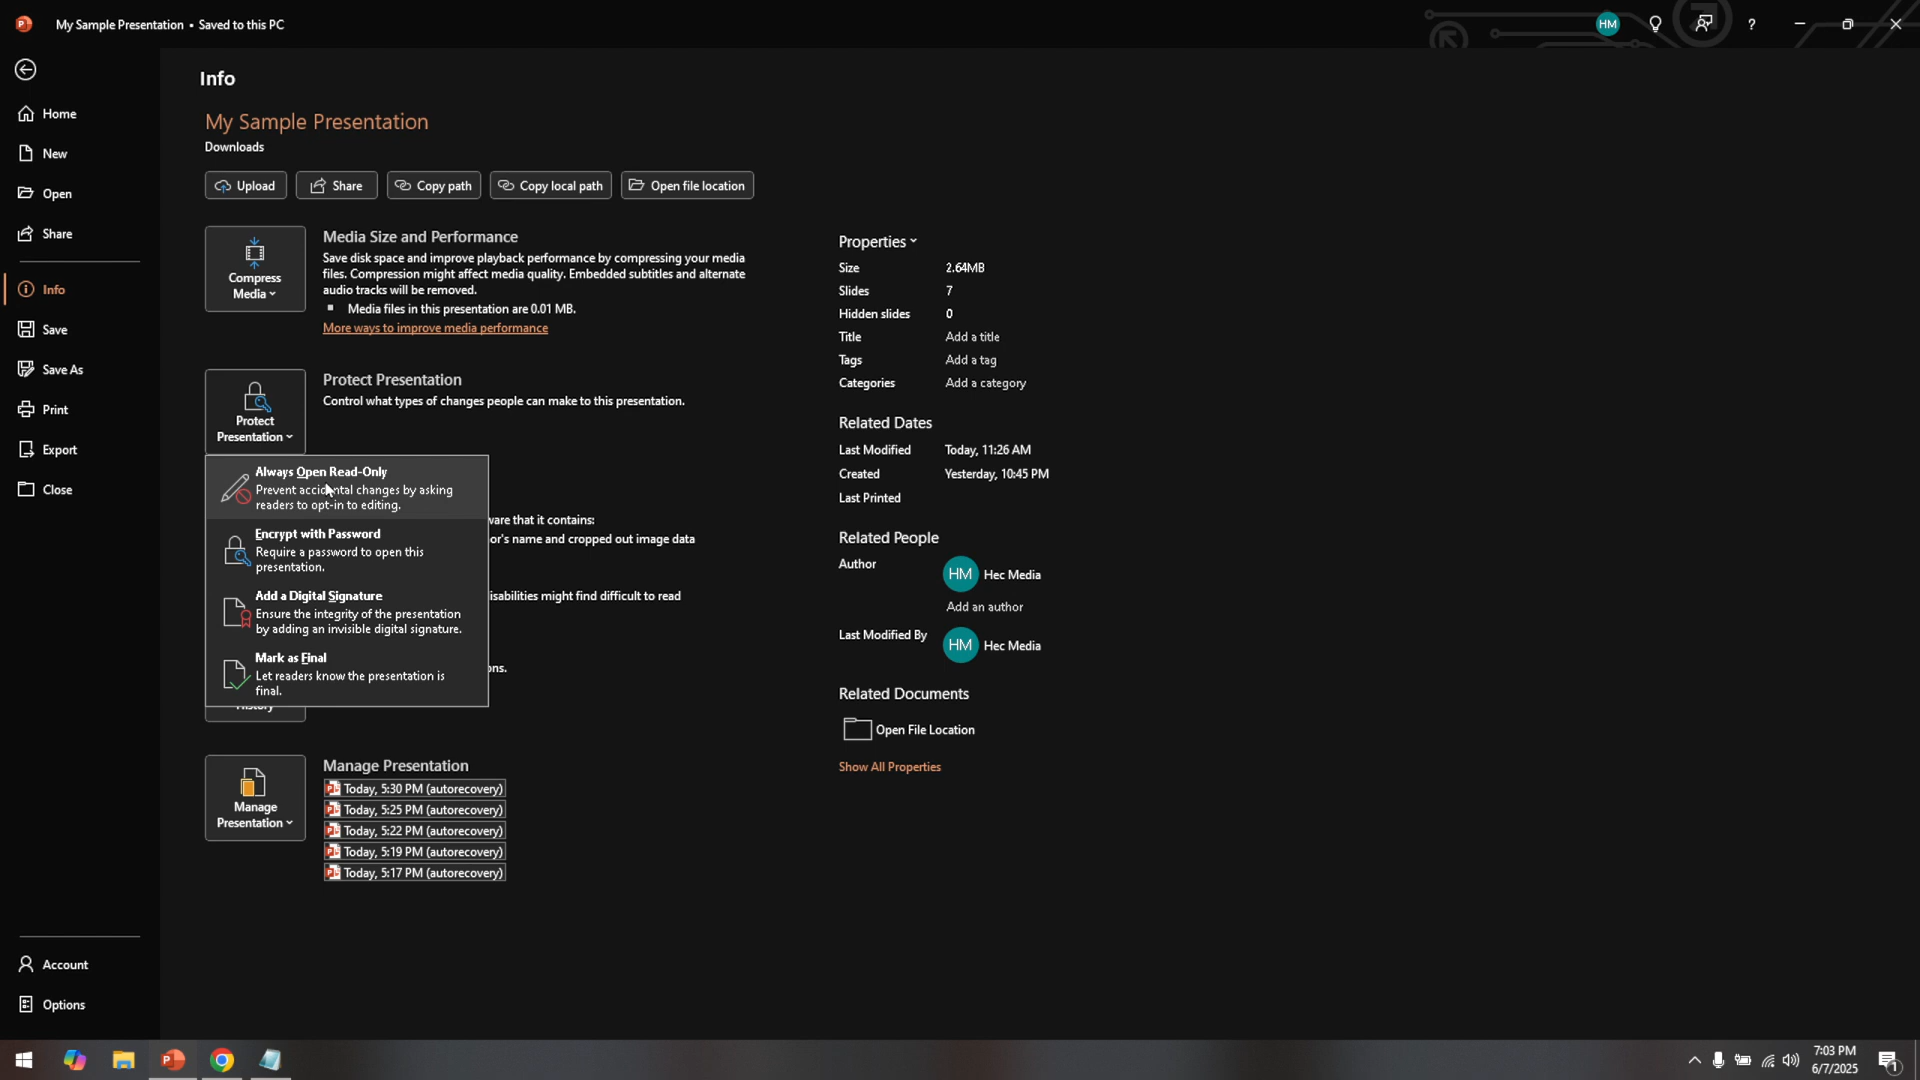 My Sample Presentation • Saved to this PC
HM
?
Home
New
Open
Share
Info
Save
Save As
Print
Export
Close
Account
Options
Info
My Sample Presentation
Downloads
Upload
Share
Copy path
Copy local path
Open file location
Compress
Media
Media Size and Performance
Save disk space and improve playback performance by compressing your media
files. Compression might affect media quality. Embedded subtitles and alternate
audio tracks will be removed.
Media files in this presentation are 0.01 MB.
More ways to improve media performance
Protect
Presentation
Protect Presentation
Control what types of changes people can make to this presentation.
Always Open Read-Only
Prevent accidental changes by asking
readers to opt-in to editing.
Encrypt with Password
Require a password to open this
presentation.
Add a Digital Signature
Ensure the integrity of the presentation
by adding an invisible digital signature.
Mark as Final
Let readers know the presentation is
final.
ware that it contains:
or's name and cropped out image data
isabilities might find difficult to read
ons.
History
Manage
Presentation
Manage Presentation
Today, 5:30 PM (autorecovery)
Today, 5:25 PM (autorecovery)
Today, 5:22 PM (autorecovery)
Today, 5:19 PM (autorecovery)
Today, 5:17 PM (autorecovery)
Properties
Size 2.64MB
Slides 7
Hidden slides 0
Title Add a title
Tags Add a tag
Categories Add a category
Related Dates
Last Modified Today, 11:26 AM
Created Yesterday, 10:45 PM
Last Printed
Related People
Author HM Hec Media
Add an author
Last Modified By HM Hec Media
Related Documents
Open File Location
Show All Properties
7:03 PM
6/7/2025
1